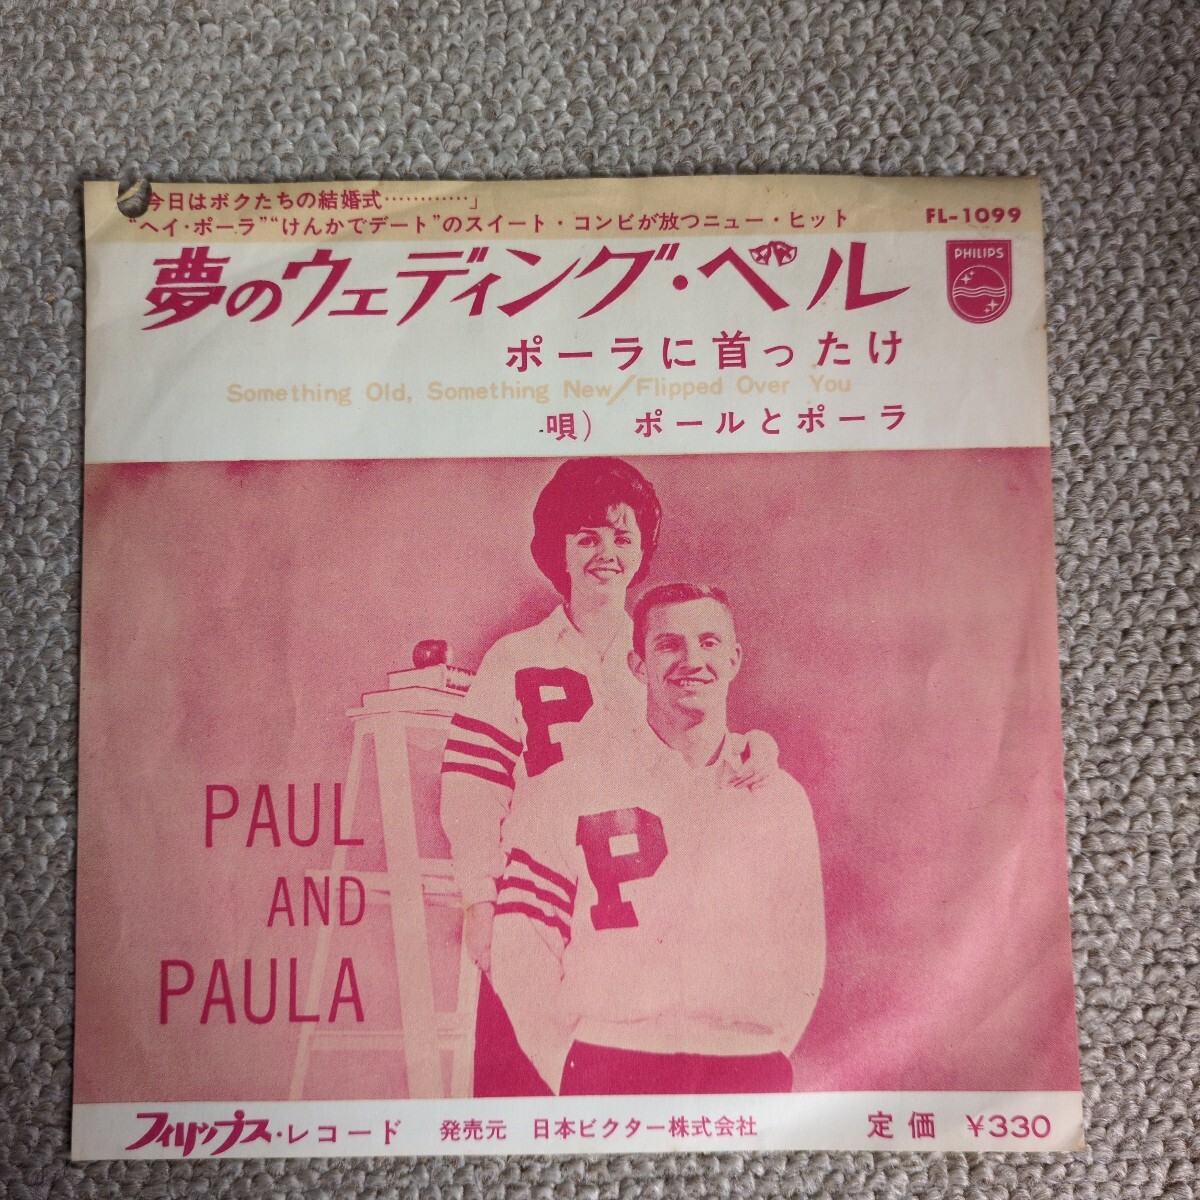 「今日はボクたちの結婚式…………」
“ヘイ・ポーラ”“けんかでデート”のスイート・コンビが放つニュー・ヒット
FL-1099
夢のウェディング・ベル
PHILIPS
ポーラに首ったけ
Something Old, Something New/Flipped Over You
唄） ポールとポーラ
P
P
PAUL
AND
PAULA
フィリップス・レコード 発売元 日本ビクター株式会社 定価 ¥330